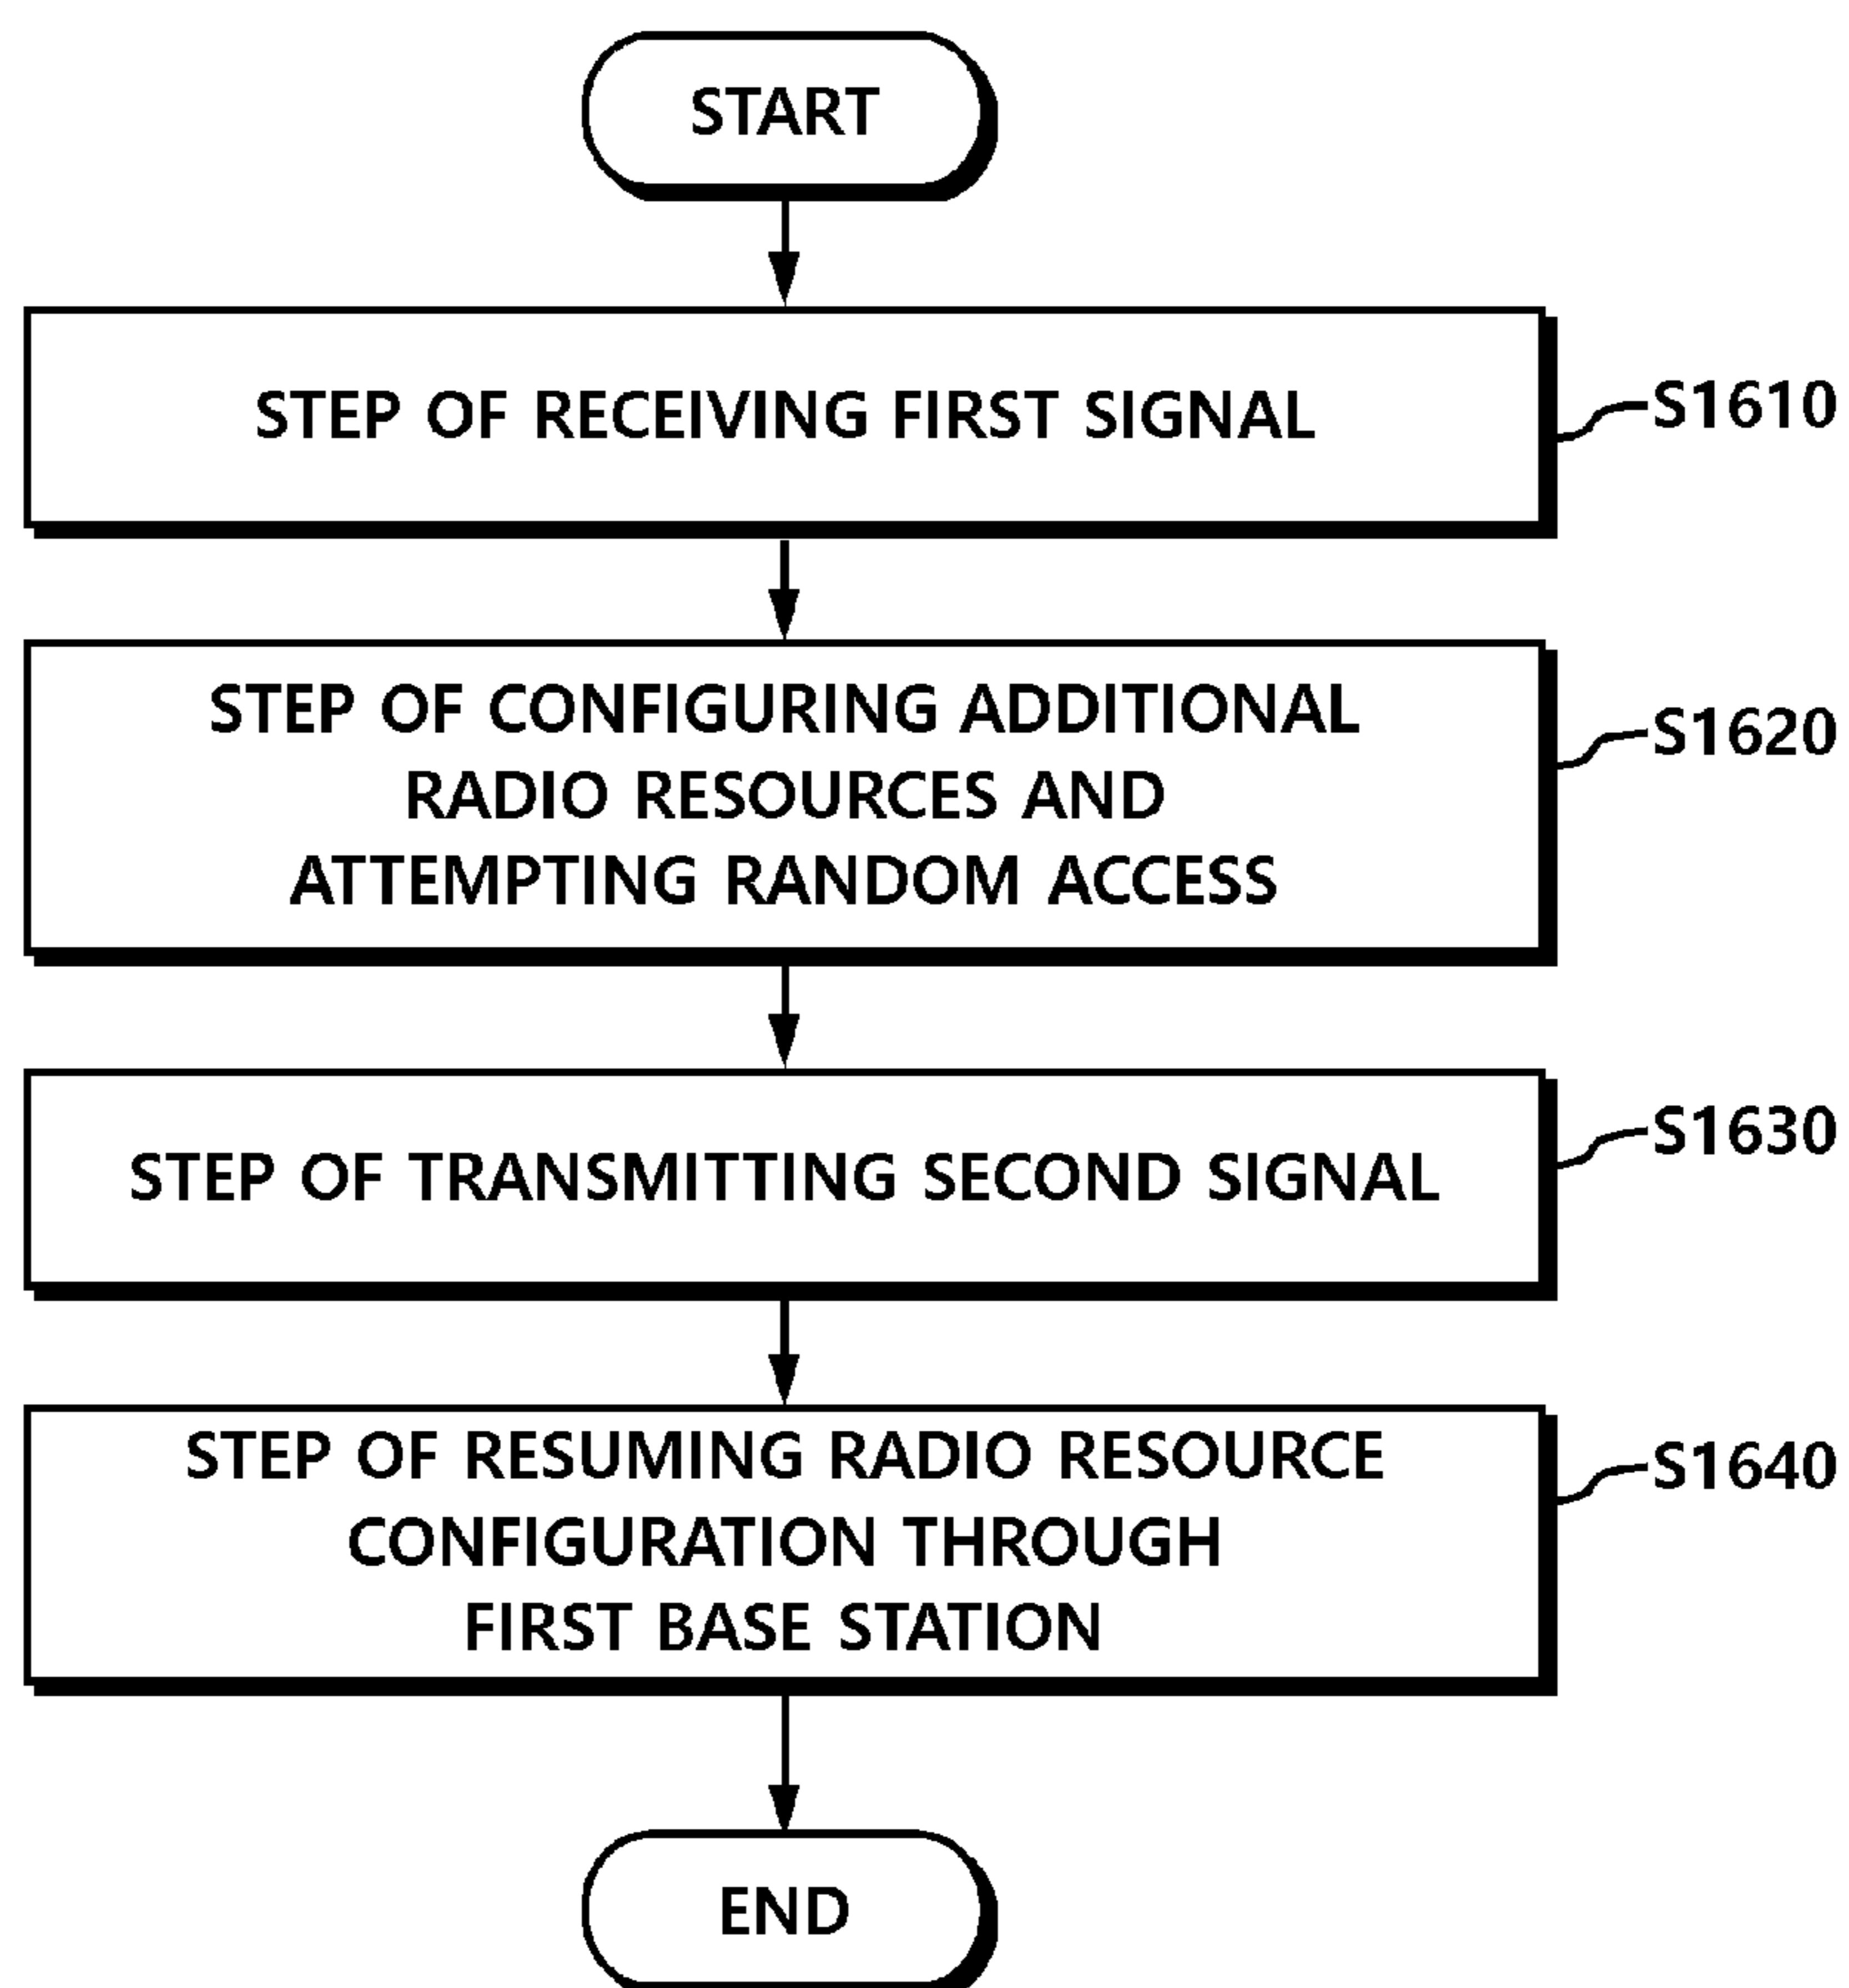 START
STEP OF RECEIVING FIRST SIGNAL
S1610
STEP OF CONFIGURING ADDITIONAL
RADIO RESOURCES AND
ATTEMPTING RANDOM ACCESS
S1620
STEP OF TRANSMITTING SECOND SIGNAL
S1630
STEP OF RESUMING RADIO RESOURCE
CONFIGURATION THROUGH
FIRST BASE STATION
S1640
END